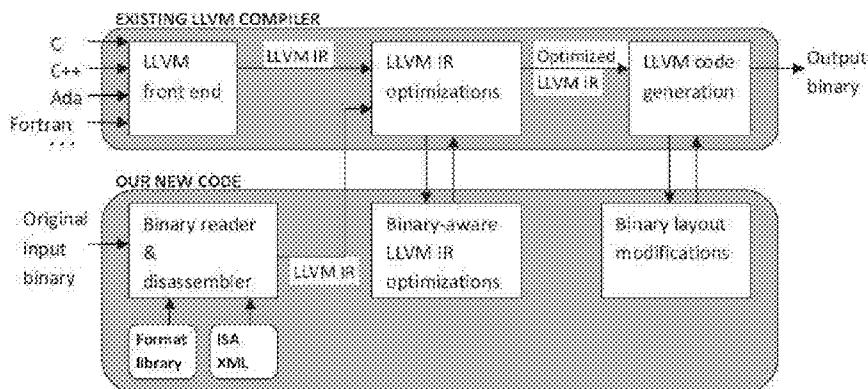 EXISTING LLVM COMPILER
C
C++
Ada
Fortran
...
LLVM
front end
LLVM IR
LLVM IR
optimizations
Optimized
LLVM IR
LLVM code
generation
Output
binary
OUR NEW CODE
Original
input
binary
Binary reader
&
disassembler
LLVM IR
Binary-aware
LLVM IR
optimizations
Binary layout
modifications
Format
library
ISA
XML